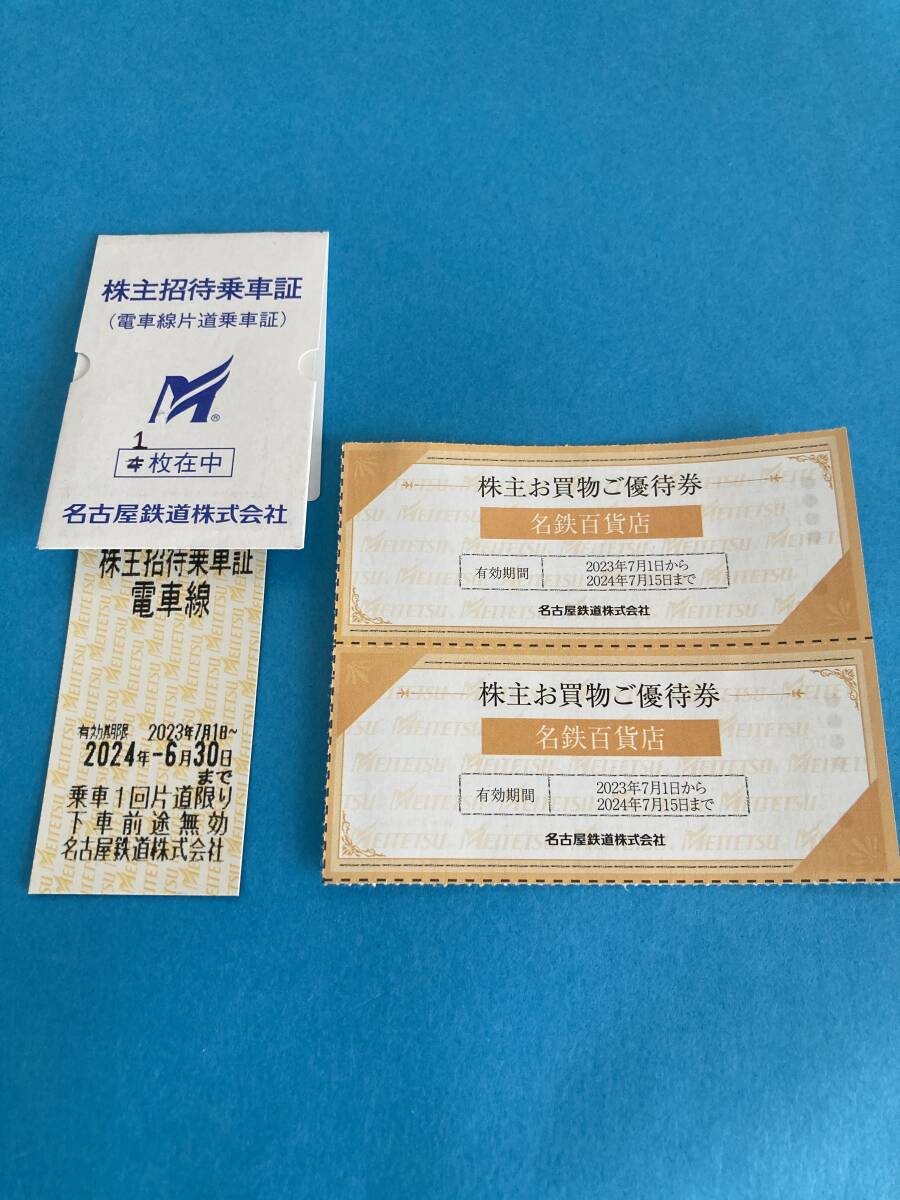 株主招待乗車証
（電車線片道乗車証）
1
4枚在中
名古屋鉄道株式会社
株主招待乗車証
電車線
有効期限 2023年7月1日~
2024年-6月30日
まで
乗車1回片道限り
下車前途無効
名古屋鉄道株式会社
株主お買物ご優待券
名鉄百貨店
有効期間 2023年7月1日から
2024年7月15日まで
名古屋鉄道株式会社
株主お買物ご優待券
名鉄百貨店
有効期間 2023年7月1日から
2024年7月15日まで
名古屋鉄道株式会社